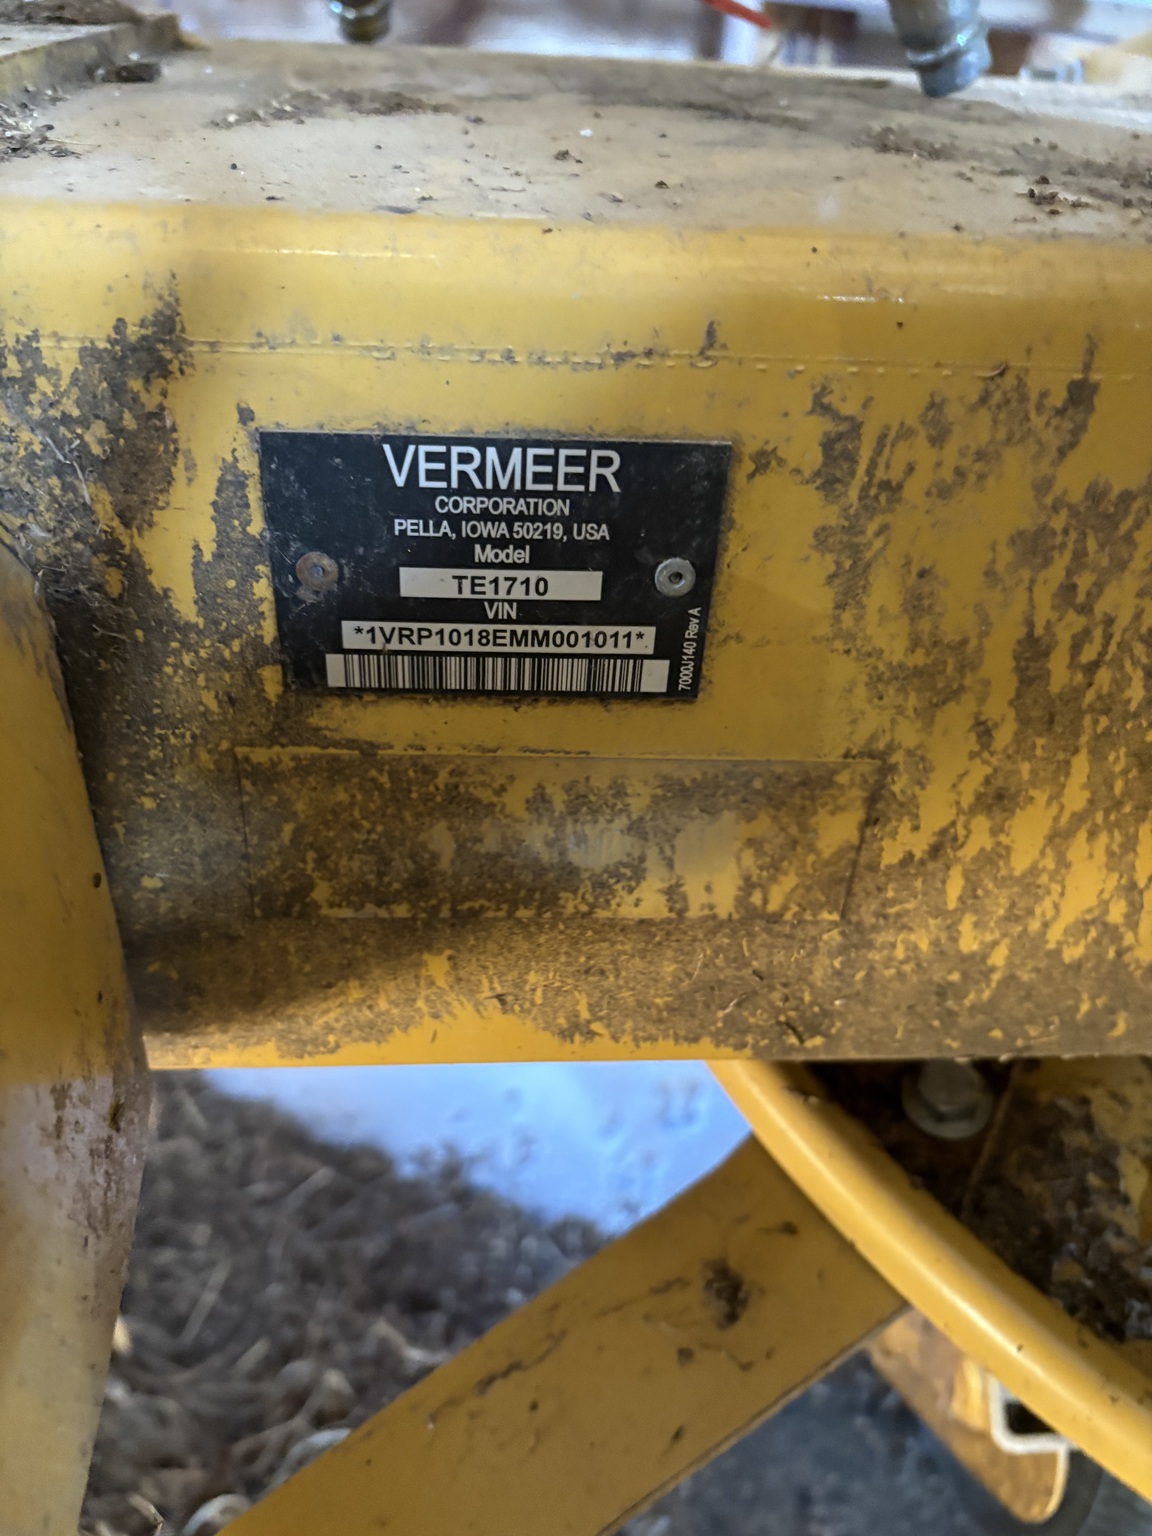 VERMEER
CORPORATION
PELLA, IOWA 50219, USA
Model
TE1710
VIN
*1VRP1018EMM001011*
7000J140 Rev A